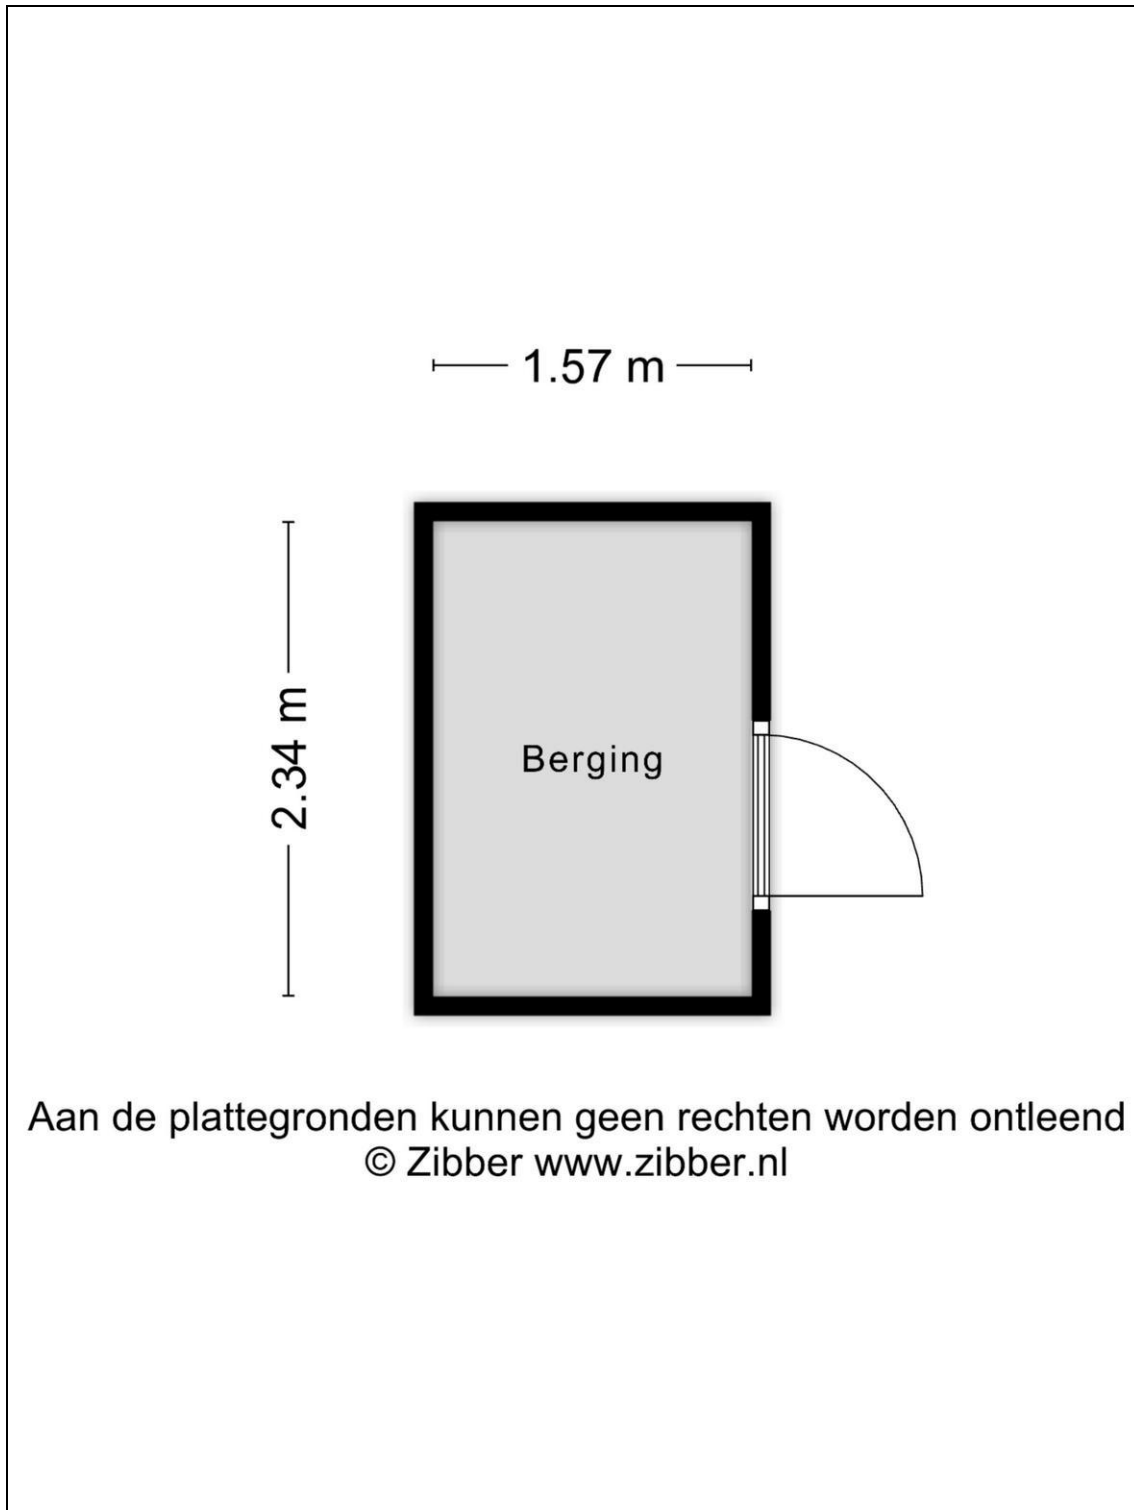 1.57 m
2.34 m
Berging
Aan de plattegronden kunnen geen rechten worden ontleend
© Zibber www.zibber.nl